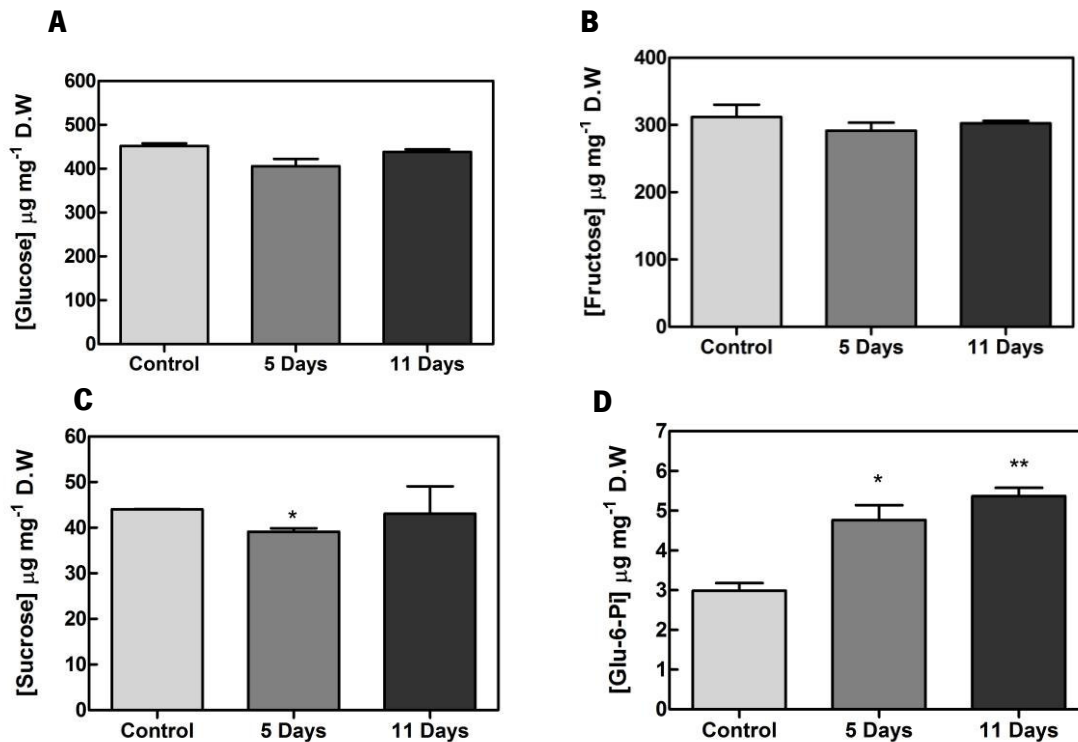 A
[Glucose] μg mg⁻¹ D.W
600
500
400
300
200
100
0
Control 5 Days 11 Days
B
[Fructose] μg mg⁻¹ D.W
400
300
200
100
0
Control 5 Days 11 Days
C
[Sucrose] μg mg⁻¹ D.W
60
50
40
30
20
10
0
*
Control 5 Days 11 Days
D
[Glu-6-Pi] μg mg⁻¹ D.W
7
6
5
4
3
2
1
0
* **
Control 5 Days 11 Days